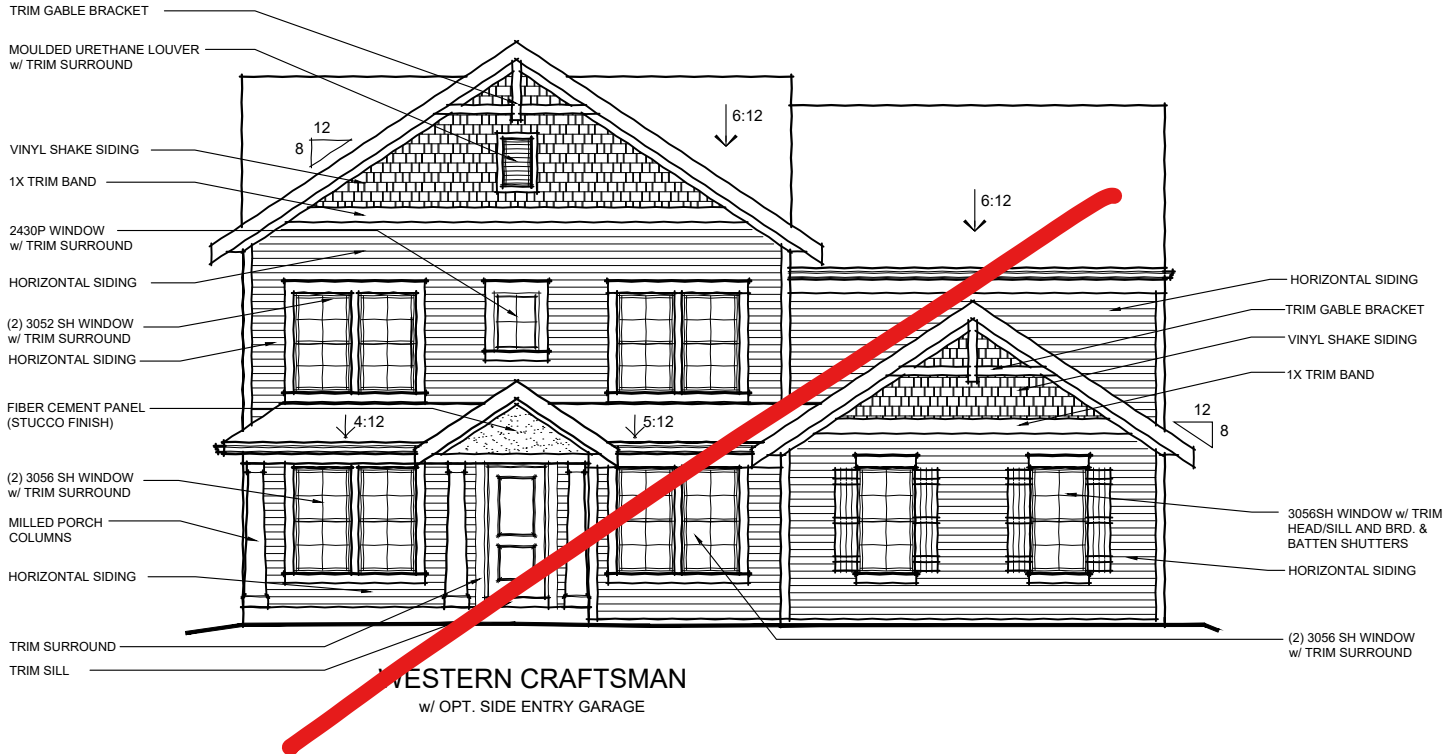 TRIM GABLE BRACKET
MOULDED URETHANE LOUVER
w/ TRIM SURROUND
VINYL SHAKE SIDING
1X TRIM BAND
2430P WINDOW
w/ TRIM SURROUND
HORIZONTAL SIDING
(2) 3052 SH WINDOW
w/ TRIM SURROUND
HORIZONTAL SIDING
FIBER CEMENT PANEL
(STUCCO FINISH)
(2) 3056 SH WINDOW
w/ TRIM SURROUND
MILLED PORCH
COLUMNS
HORIZONTAL SIDING
TRIM SURROUND
TRIM SILL
12
8
6:12
6:12
4:12
5:12
12
8
HORIZONTAL SIDING
TRIM GABLE BRACKET
VINYL SHAKE SIDING
1X TRIM BAND
3056SH WINDOW w/ TRIM
HEAD/SILL AND BRD. &
BATTEN SHUTTERS
HORIZONTAL SIDING
(2) 3056 SH WINDOW
w/ TRIM SURROUND
WESTERN CRAFTSMAN
w/ OPT. SIDE ENTRY GARAGE